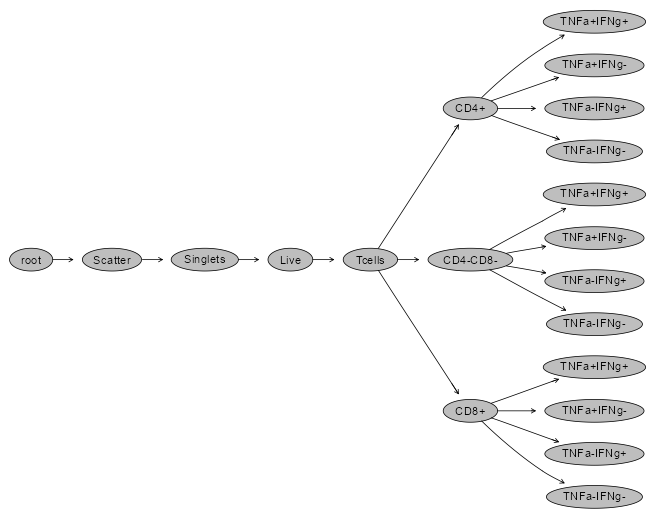 root
Scatter
Singlets
Live
Tcells
CD4+
TNFa+IFNg+
TNFa+IFNg-
TNFa-IFNg+
TNFa-IFNg-
CD4-CD8-
TNFa+IFNg+
TNFa+IFNg-
TNFa-IFNg+
TNFa-IFNg-
CD8+
TNFa+IFNg+
TNFa+IFNg-
TNFa-IFNg+
TNFa-IFNg-